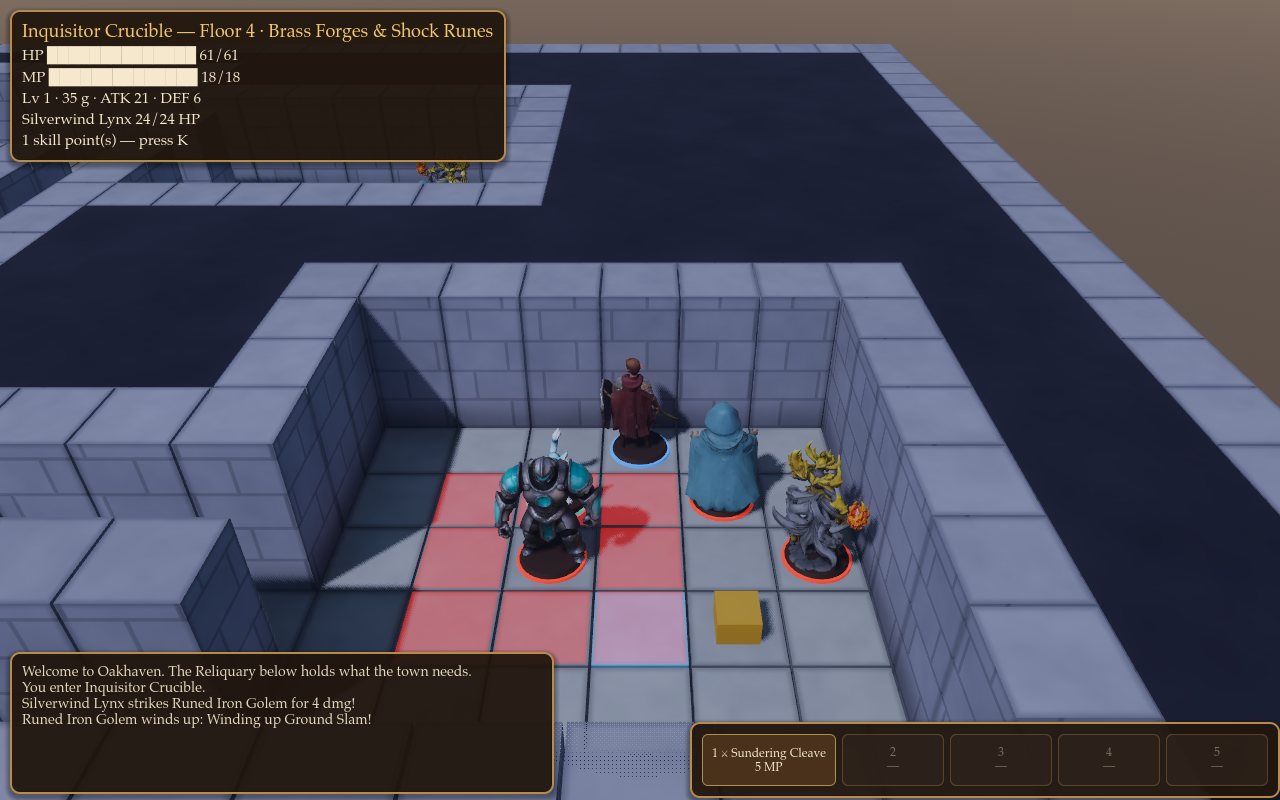 Inquisitor Crucible — Floor 4 · Brass Forges & Shock Runes
HP 61/61
MP 18/18
Lv 1 · 35 g · ATK 21 · DEF 6
Silverwind Lynx 24/24 HP
1 skill point(s) — press K
Welcome to Oakhaven. The Reliquary below holds what the town needs.
You enter Inquisitor Crucible.
Silverwind Lynx strikes Runed Iron Golem for 4 dmg!
Runed Iron Golem winds up: Winding up Ground Slam!
1 ⚔ Sundering Cleave
5 MP
2
—
3
—
4
—
5
—